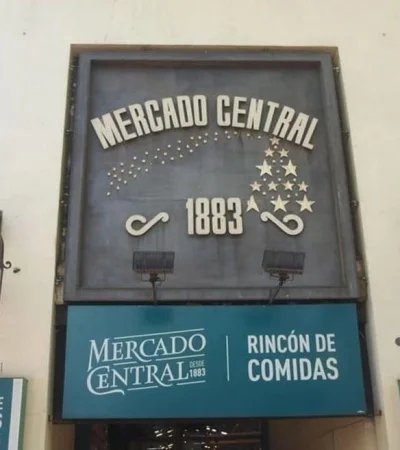 MERCADO CENTRAL
1883
MERCADO
CENTRAL
DESDE
1883
RINCÓN DE
COMIDAS